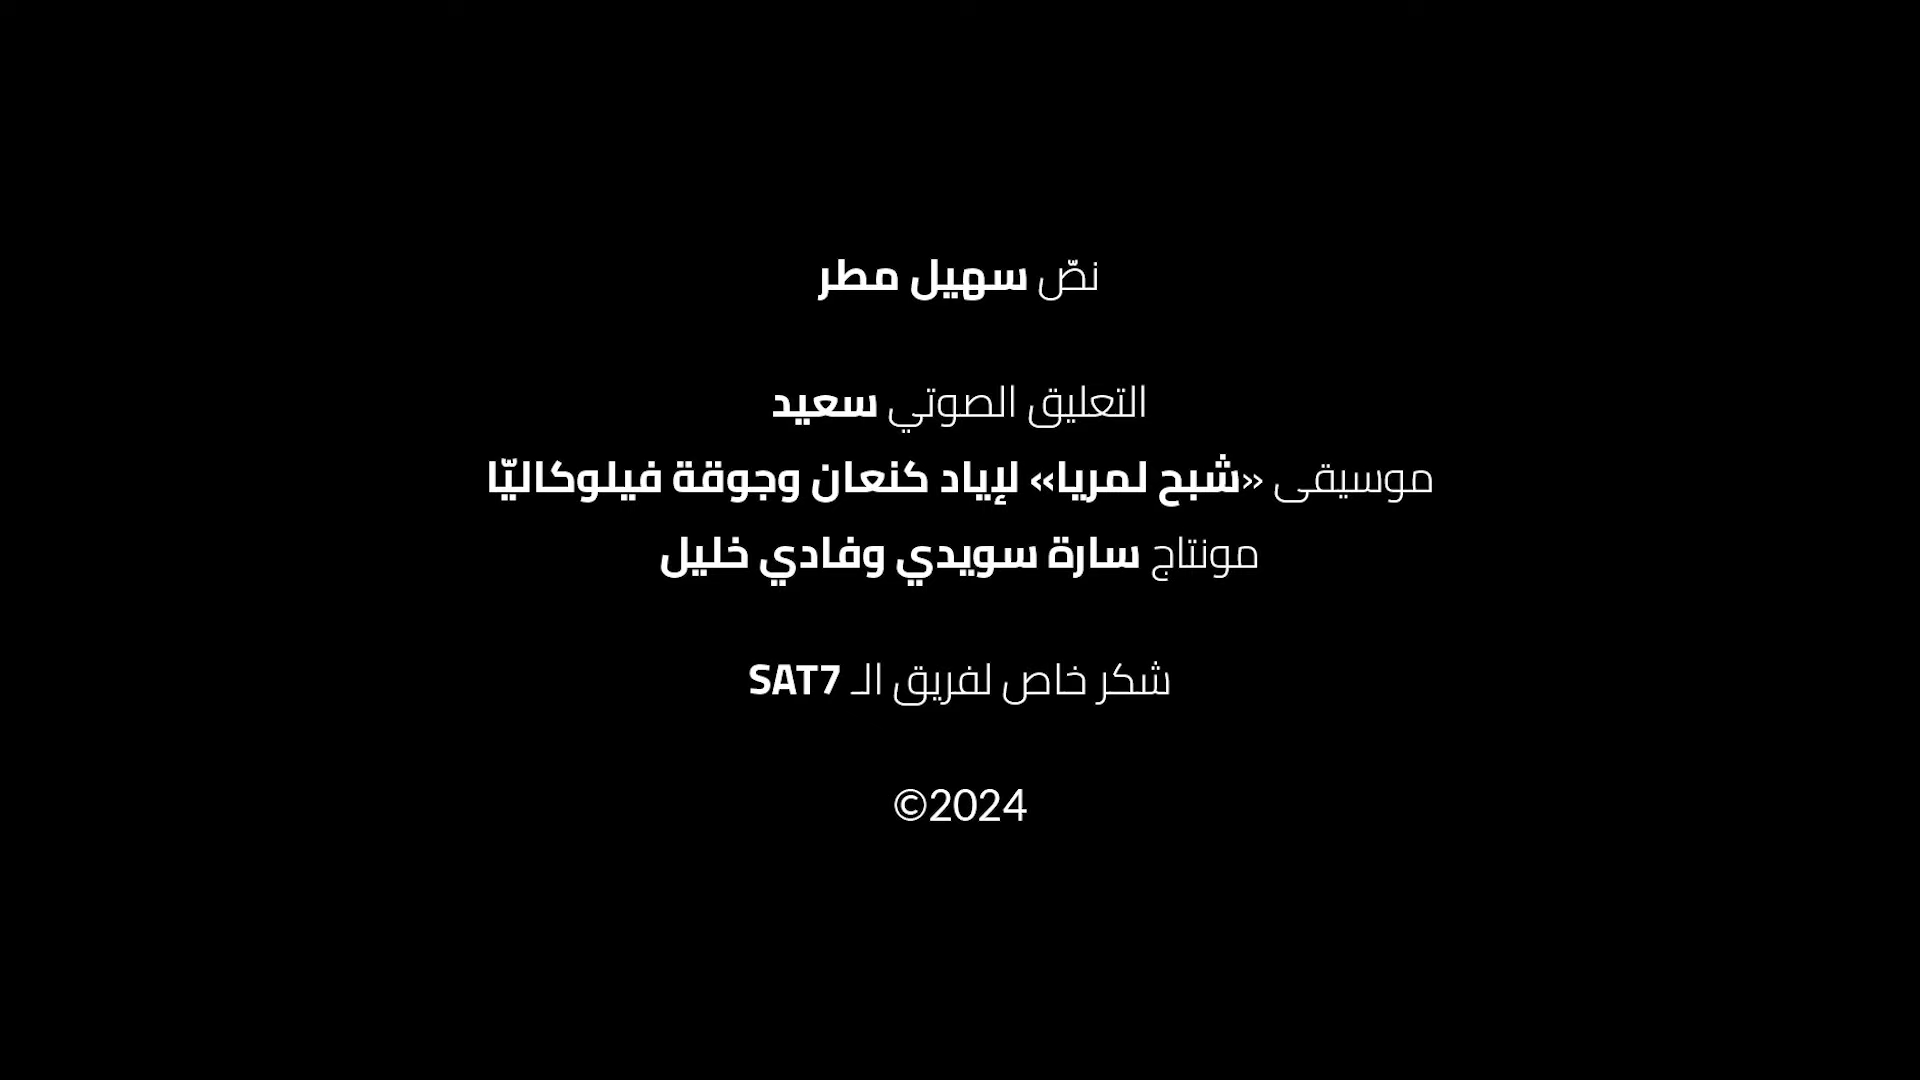 نصّ سهيل مطر
التعليق الصوتي سعيد
موسيقى «شبح لمريا» لإياد كنعان وجوقة فيلوكاليّا
مونتاج سارة سويدي وفادي خليل
شكر خاص لفريق الـ SAT7
©2024